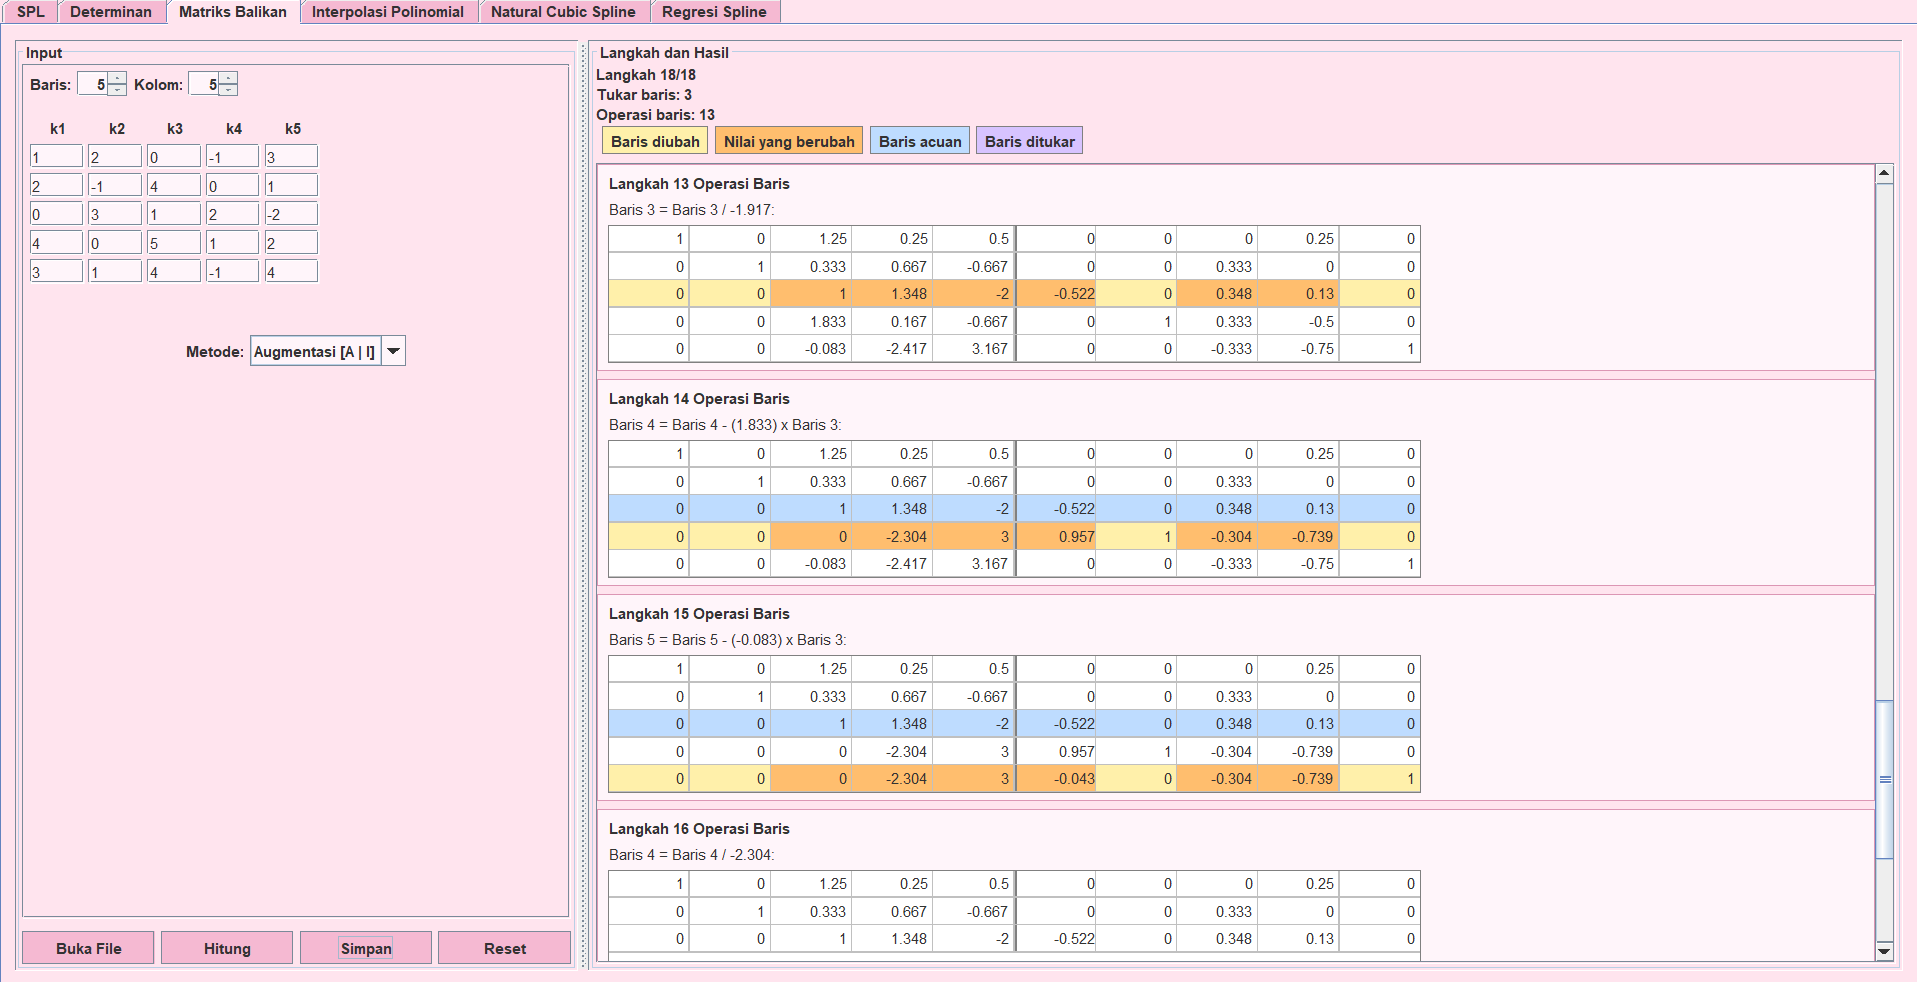 SPL Determinan Matriks Balikan Interpolasi Polinomial Natural Cubic Spline Regresi Spline
Input
Baris: 5 Kolom: 5
k1 k2 k3 k4 k5
1 2 0 -1 3
2 -1 4 0 1
0 3 1 2 -2
4 0 5 1 2
3 1 4 -1 4
Metode: Augmentasi [A | I]
Buka File Hitung Simpan Reset
Langkah dan Hasil
Langkah 18/18
Tukar baris: 3
Operasi baris: 13
Baris diubah Nilai yang berubah Baris acuan Baris ditukar
Langkah 13 Operasi Baris
Baris 3 = Baris 3 / -1.917:
1 0 1.25 0.25 0.5 0 0 0 0.25 0
0 1 0.333 0.667 -0.667 0 0 0.333 0 0
0 0 1 1.348 -2 -0.522 0 0.348 0.13 0
0 0 1.833 0.167 -0.667 0 1 0.333 -0.5 0
0 0 -0.083 -2.417 3.167 0 0 -0.333 -0.75 1
Langkah 14 Operasi Baris
Baris 4 = Baris 4 - (1.833) x Baris 3:
1 0 1.25 0.25 0.5 0 0 0 0.25 0
0 1 0.333 0.667 -0.667 0 0 0.333 0 0
0 0 1 1.348 -2 -0.522 0 0.348 0.13 0
0 0 0 -2.304 3 0.957 1 -0.304 -0.739 0
0 0 -0.083 -2.417 3.167 0 0 -0.333 -0.75 1
Langkah 15 Operasi Baris
Baris 5 = Baris 5 - (-0.083) x Baris 3:
1 0 1.25 0.25 0.5 0 0 0 0.25 0
0 1 0.333 0.667 -0.667 0 0 0.333 0 0
0 0 1 1.348 -2 -0.522 0 0.348 0.13 0
0 0 0 -2.304 3 0.957 1 -0.304 -0.739 0
0 0 0 -2.304 3 -0.043 0 -0.304 -0.739 1
Langkah 16 Operasi Baris
Baris 4 = Baris 4 / -2.304:
1 0 1.25 0.25 0.5 0 0 0 0.25 0
0 1 0.333 0.667 -0.667 0 0 0.333 0 0
0 0 1 1.348 -2 -0.522 0 0.348 0.13 0